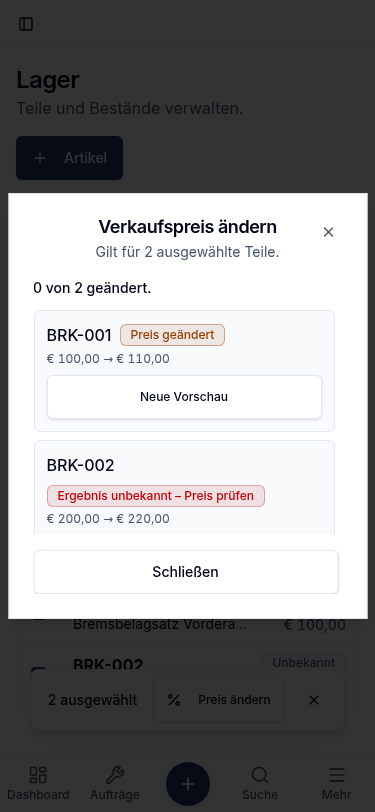 Lager
Teile und Bestände verwalten.
Artikel
Verkaufspreis ändern
Gilt für 2 ausgewählte Teile.
0 von 2 geändert.
BRK-001 Preis geändert
€ 100,00 → € 110,00
Neue Vorschau
BRK-002
Ergebnis unbekannt – Preis prüfen
€ 200,00 → € 220,00
Schließen
Bremsbelagsatz Vordera... € 100,00
BRK-002 Unbekannt
2 ausgewählt Preis ändern
Dashboard Aufträge Suche Mehr